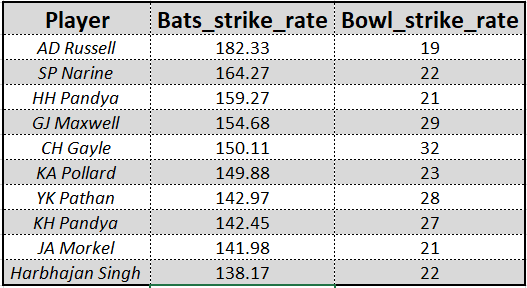 Player Bats_strike_rate Bowl_strike_rate
AD Russell 182.33 19
SP Narine 164.27 22
HH Pandya 159.27 21
GJ Maxwell 154.68 29
CH Gayle 150.11 32
KA Pollard 149.88 23
YK Pathan 142.97 28
KH Pandya 142.45 27
JA Morkel 141.98 21
Harbhajan Singh 138.17 22